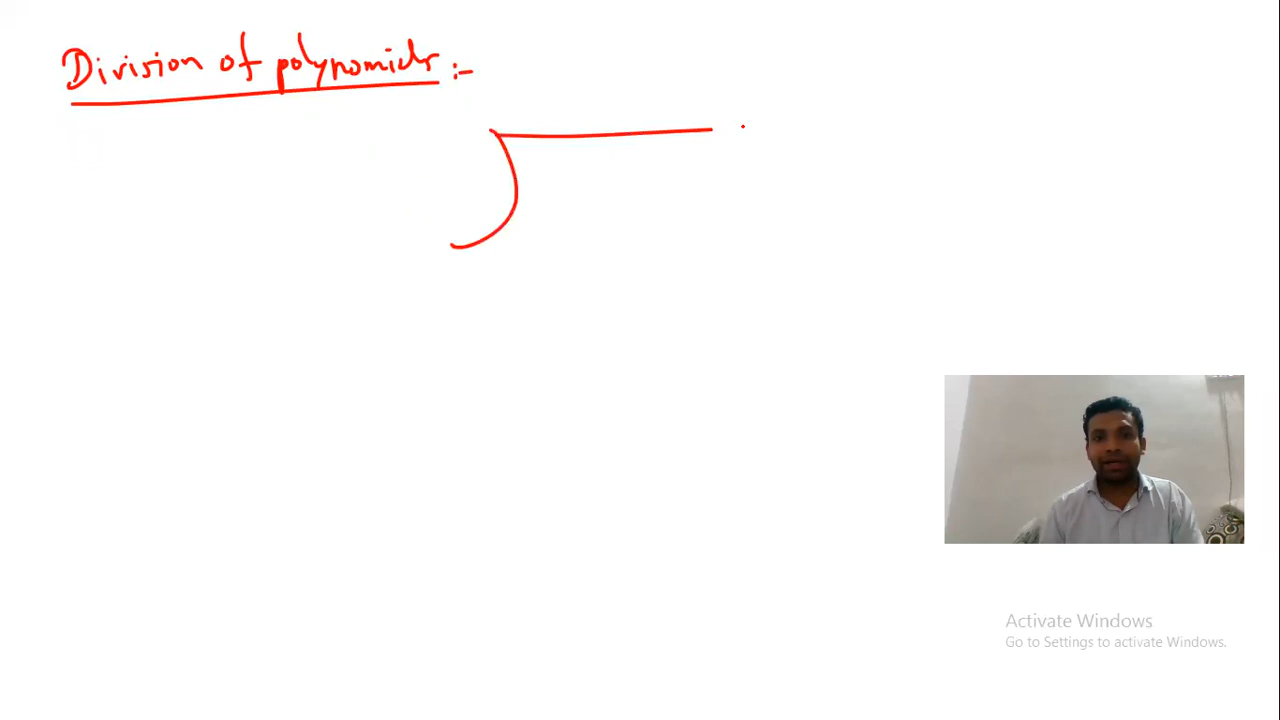 Division of polynomials :-
Activate Windows
Go to Settings to activate Windows.